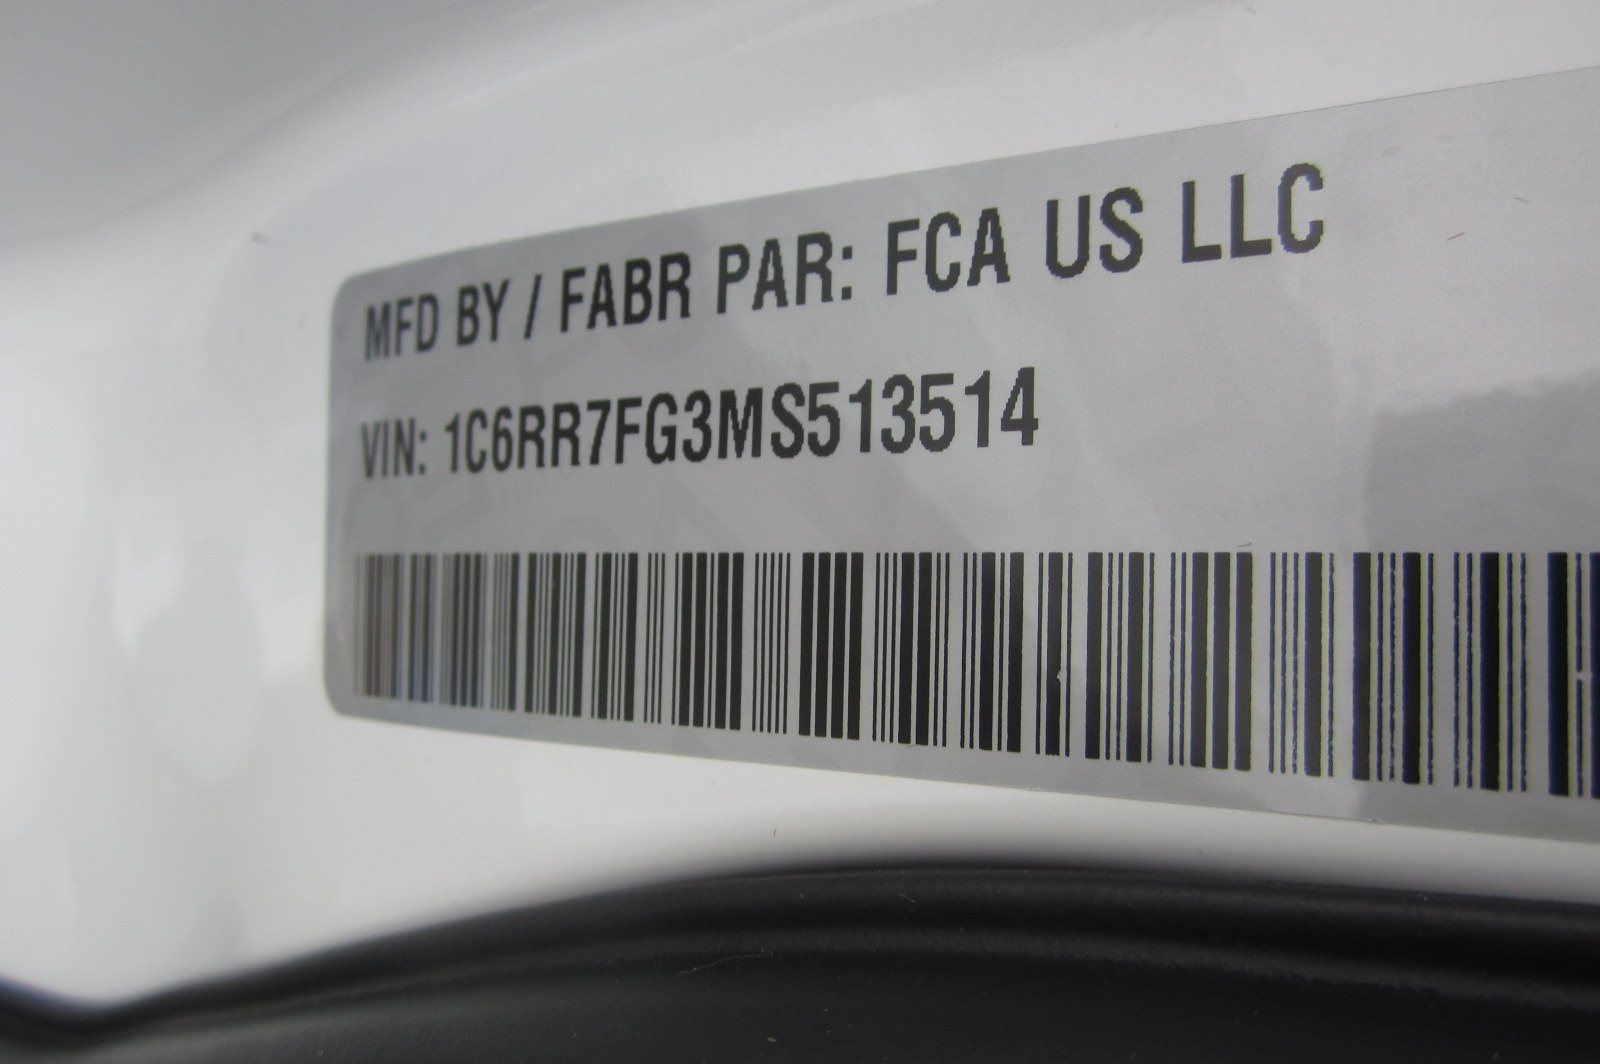 MFD BY / FABR PAR: FCA US LLC
VIN: 1C6RR7FG3MS513514